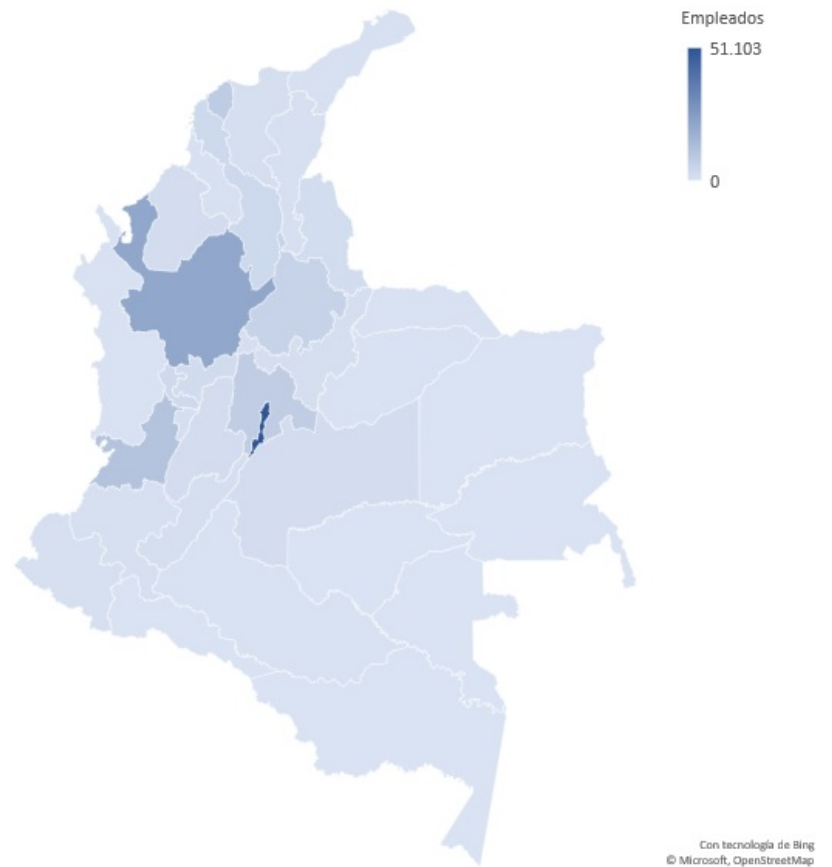 Empleados
51.103
0
Con tecnología de Bing
© Microsoft, OpenStreetMap